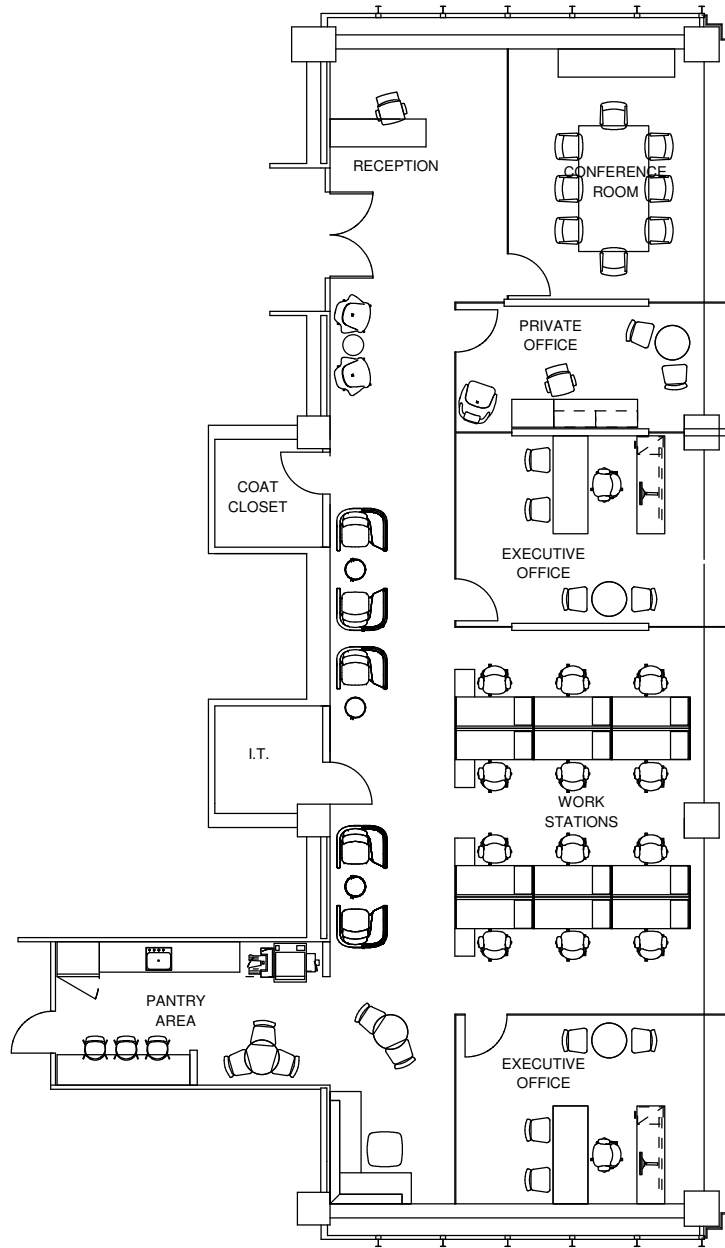 RECEPTION
CONFERENCE
ROOM
PRIVATE
OFFICE
COAT
CLOSET
EXECUTIVE
OFFICE
I.T.
WORK
STATIONS
PANTRY
AREA
EXECUTIVE
OFFICE